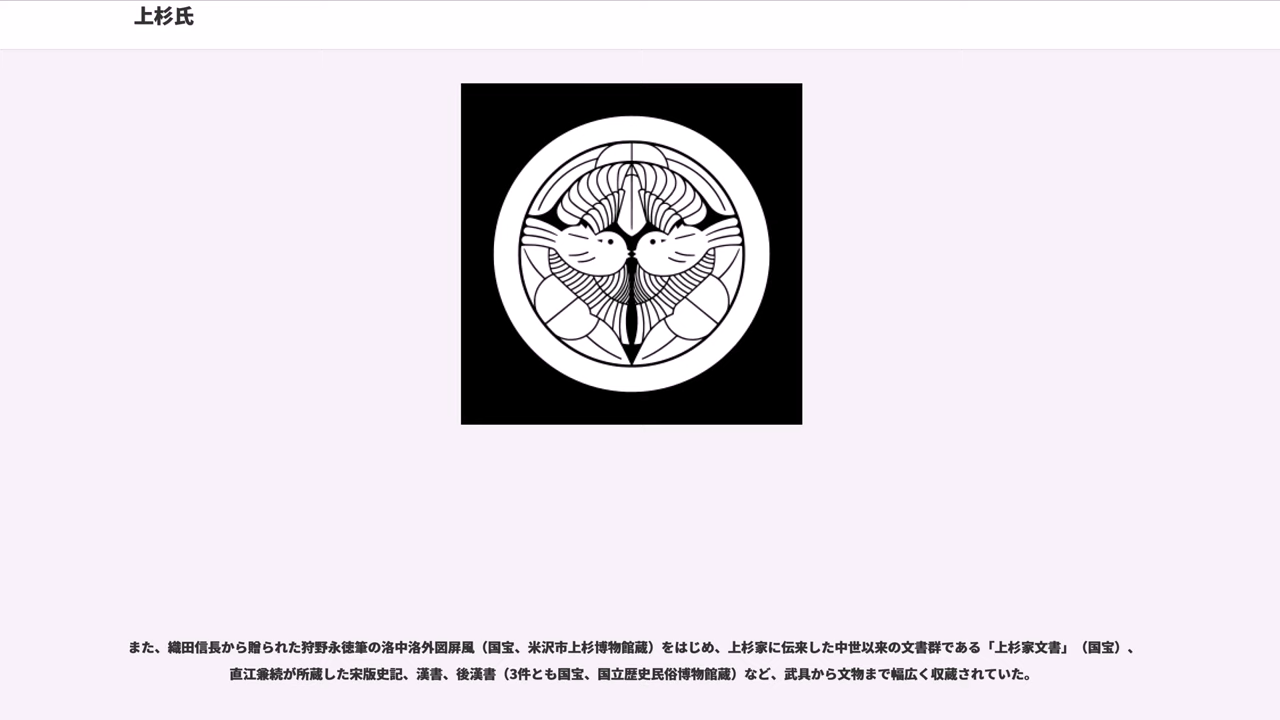 上杉氏
また、織田信長から贈られた狩野永徳筆の洛中洛外図屏風（国宝、米沢市上杉博物館蔵）をはじめ、上杉家に伝来した中世以来の文書群である「上杉家文書」（国宝）、
直江兼続が所蔵した宋版史記、漢書、後漢書（3件とも国宝、国立歴史民俗博物館蔵）など、武具から文物まで幅広く収蔵されていた。